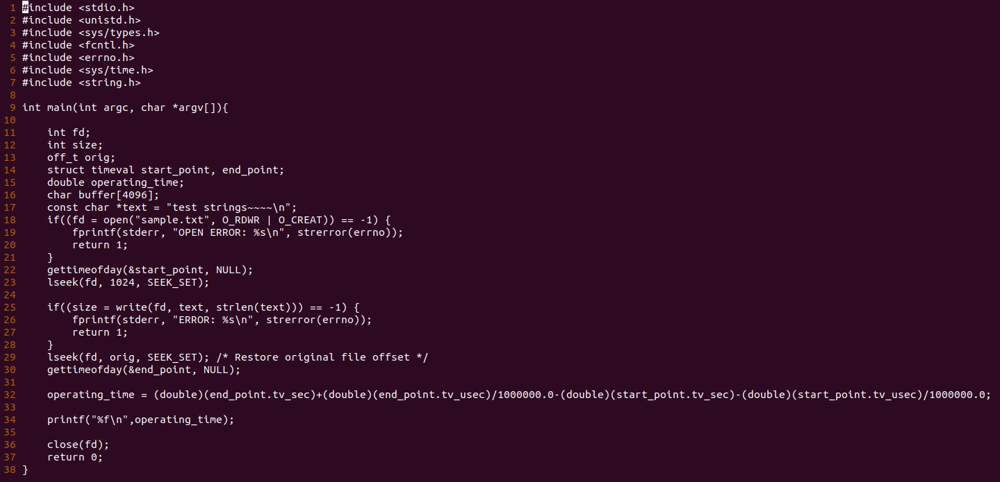 1 #include <stdio.h>
2 #include <unistd.h>
3 #include <sys/types.h>
4 #include <fcntl.h>
5 #include <errno.h>
6 #include <sys/time.h>
7 #include <string.h>
8
9 int main(int argc, char *argv[]){
10
11     int fd;
12     int size;
13     off_t orig;
14     struct timeval start_point, end_point;
15     double operating_time;
16     char buffer[4096];
17     const char *text = "test strings~~~~\n";
18     if((fd = open("sample.txt", O_RDWR | O_CREAT)) == -1) {
19         fprintf(stderr, "OPEN ERROR: %s\n", strerror(errno));
20         return 1;
21     }
22     gettimeofday(&start_point, NULL);
23     lseek(fd, 1024, SEEK_SET);
24
25     if((size = write(fd, text, strlen(text))) == -1) {
26         fprintf(stderr, "ERROR: %s\n", strerror(errno));
27         return 1;
28     }
29     lseek(fd, orig, SEEK_SET); /* Restore original file offset */
30     gettimeofday(&end_point, NULL);
31
32     operating_time = (double)(end_point.tv_sec)+(double)(end_point.tv_usec)/1000000.0-(double)(start_point.tv_sec)-(double)(start_point.tv_usec)/1000000.0;
33
34     printf("%f\n",operating_time);
35
36     close(fd);
37     return 0;
38 }